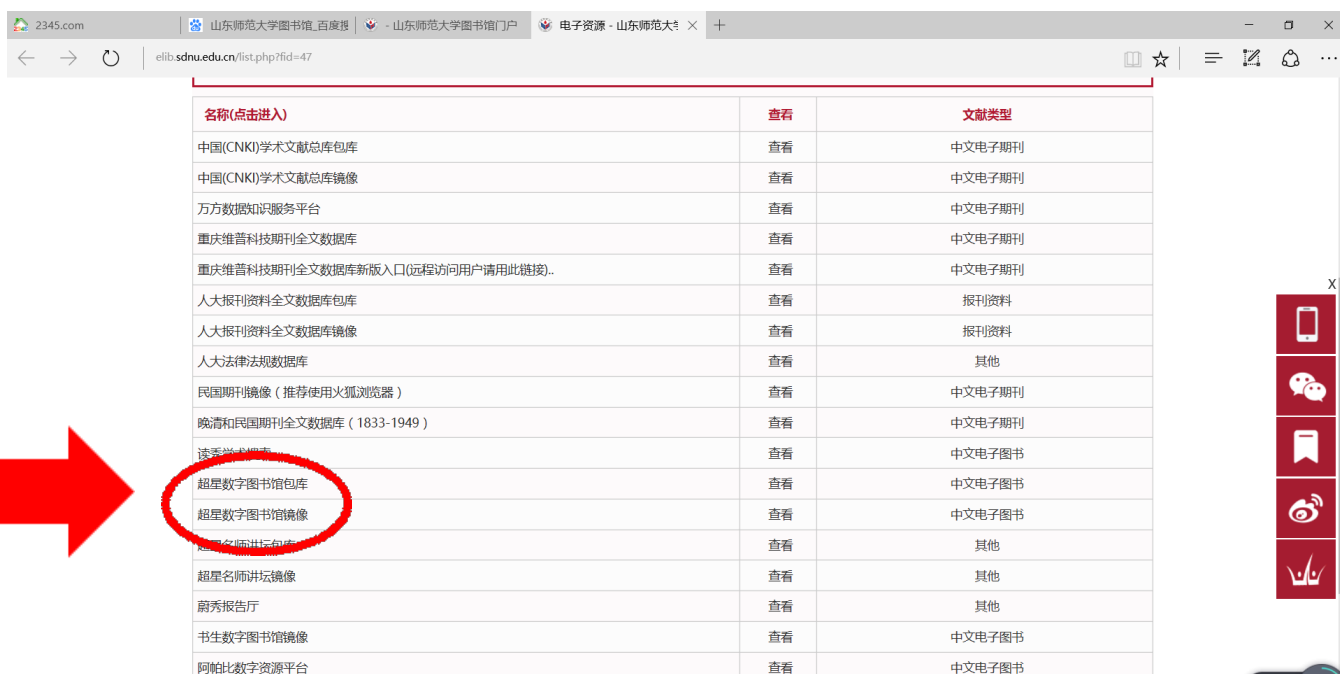 2345.com
山东师范大学图书馆_百度搜
- 山东师范大学图书馆门户
电子资源 - 山东师范大学
elib.sdnu.edu.cn/list.php?fid=47
名称(点击进入) 查看 文献类型
中国(CNKI)学术文献总库包库 查看 中文电子期刊
中国(CNKI)学术文献总库镜像 查看 中文电子期刊
万方数据知识服务平台 查看 中文电子期刊
重庆维普科技期刊全文数据库 查看 中文电子期刊
重庆维普科技期刊全文数据库新版入口(远程访问用户请用此链接).. 查看 中文电子期刊
人大报刊资料全文数据库包库 查看 报刊资料
人大报刊资料全文数据库镜像 查看 报刊资料
人大法律法规数据库 查看 其他
民国期刊镜像（推荐使用火狐浏览器） 查看 中文电子期刊
晚清和民国期刊全文数据库（1833-1949） 查看 中文电子期刊
读秀学术搜索 查看 中文电子图书
超星数字图书馆包库 查看 中文电子图书
超星数字图书馆镜像 查看 中文电子图书
超星名师讲坛包库 查看 其他
超星名师讲坛镜像 查看 其他
蔚秀报告厅 查看 其他
书生数字图书馆镜像 查看 中文电子图书
阿帕比数字资源平台 查看 中文电子图书
X